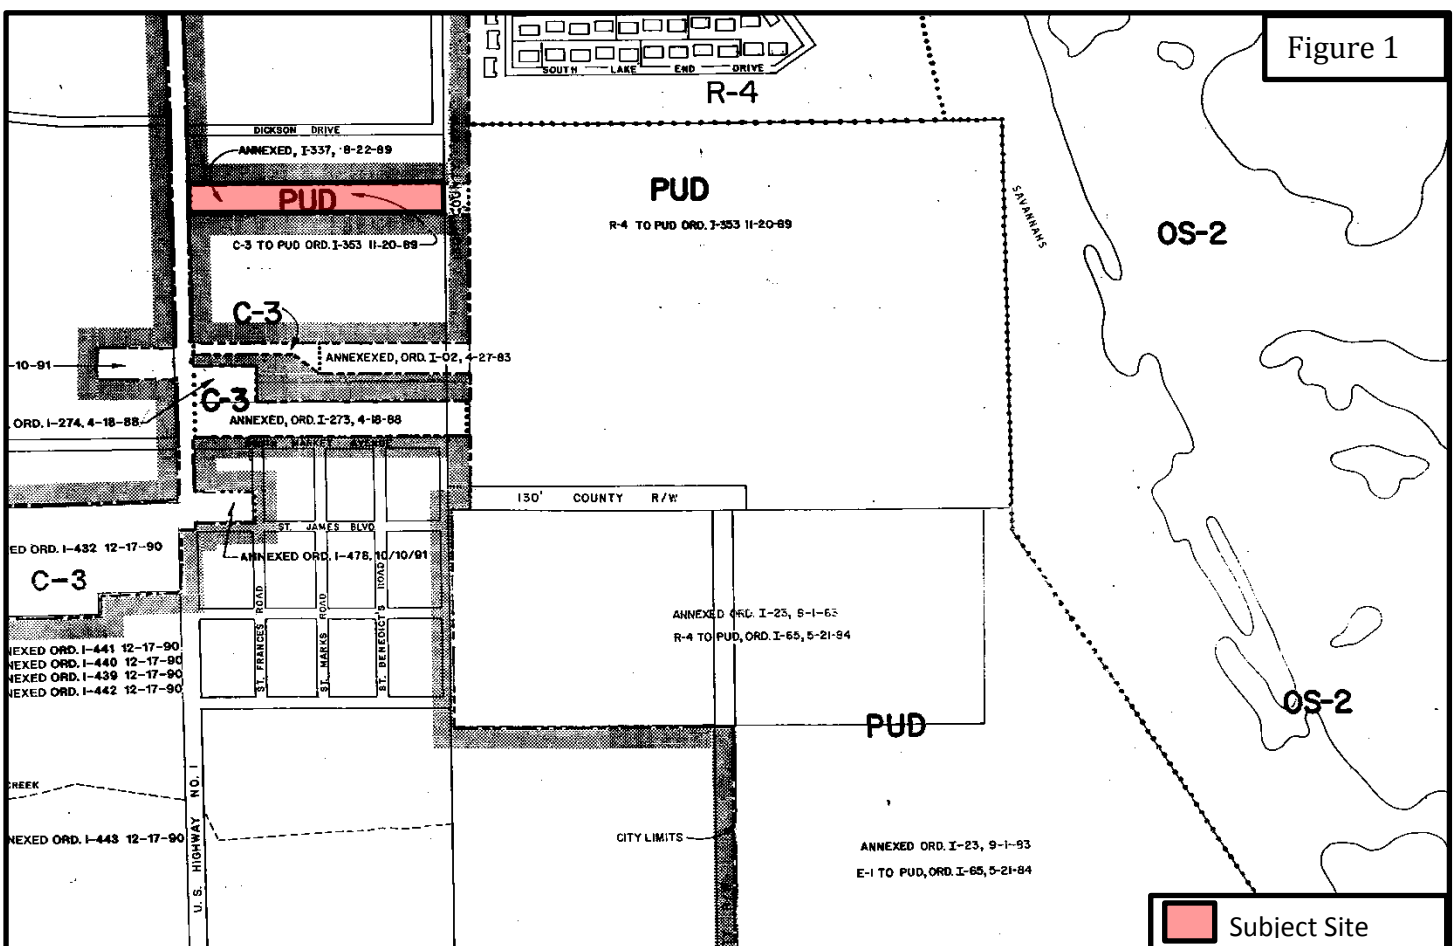 Figure 1
SOUTH LAKE END DRIVE
R-4
DICKSON DRIVE
ANNEXED, I-337, 8-22-89
PUD
C-3 TO PUD ORD. I-353 11-20-89
PUD
R-4 TO PUD ORD. I-353 11-20-89
SAVANNAHS
OS-2
C-3
ANNEXEXED, ORD. I-02, 4-27-83
-10-91
C-3
ORD. I-274, 4-18-88
ANNEXED, ORD. I-273, 4-18-88
MARKET AVENUE
130' COUNTY R/W
ST. JAMES BLVD
ED ORD. I-432 12-17-90
ANNEXED ORD. I-478, 10/10/91
C-3
ST. FRANCES ROAD
ST. MARKS ROAD
ST. BENEDICT'S ROAD
ANNEXED ORD. I-23, 9-1-83
R-4 TO PUD, ORD. I-65, 5-21-84
NEXED ORD. I-441 12-17-90
NEXED ORD. I-440 12-17-90
NEXED ORD. I-439 12-17-90
NEXED ORD. I-442 12-17-90
OS-2
PUD
U.S. HIGHWAY NO. 1
CREEK
NEXED ORD. I-443 12-17-90
CITY LIMITS
ANNEXED ORD. I-23, 9-1-83
E-1 TO PUD, ORD. I-65, 5-21-84
Subject Site